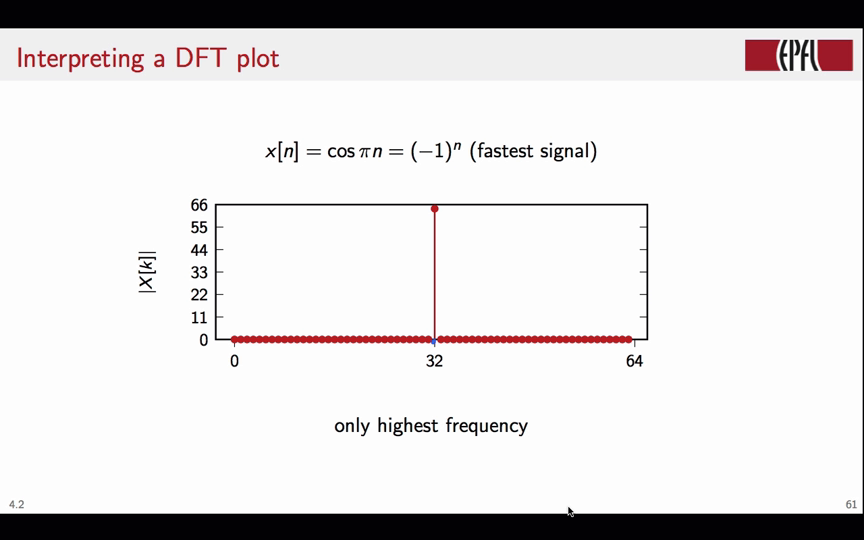 Interpreting a DFT plot
EPFL
x[n] = cos πn = (−1)ⁿ (fastest signal)
66
55
44
33
22
11
0
|X[k]|
0 32 64
only highest frequency
4.2
61